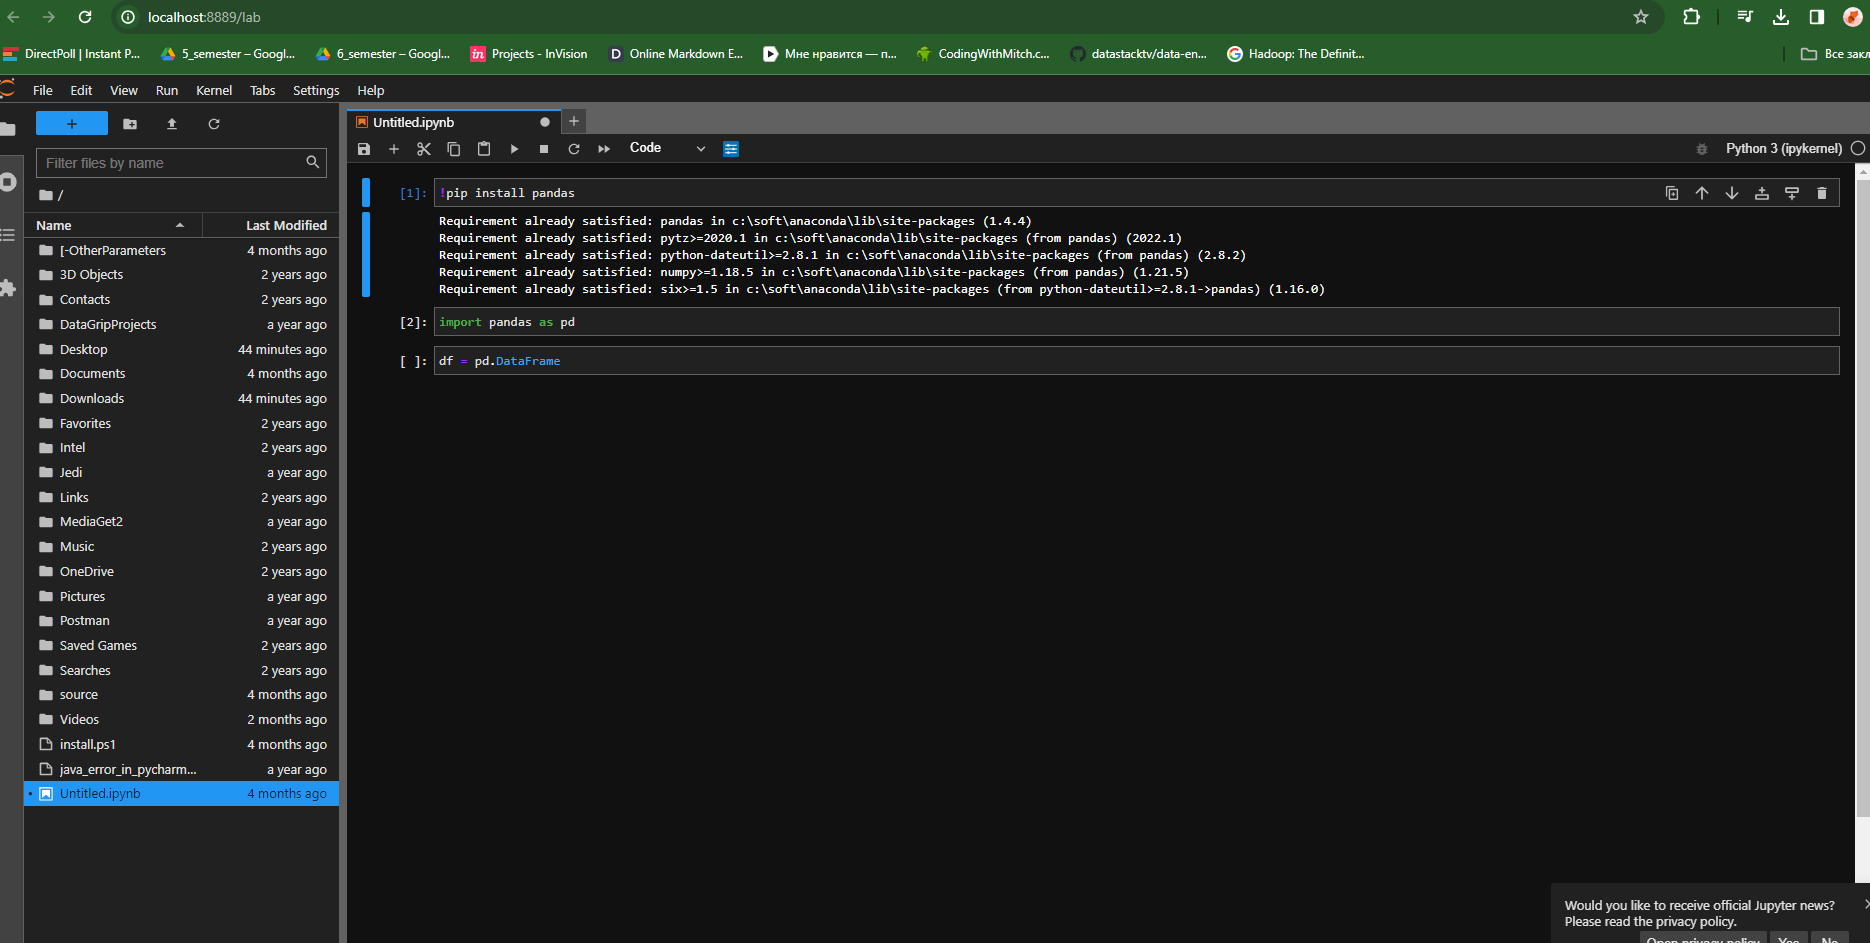 localhost:8889/lab
DirectPoll | Instant P... 5_semester – Googl... 6_semester – Googl... in Projects - InVision D Online Markdown E... Мне нравится — п... CodingWithMitch.c... datastacktv/data-en... Hadoop: The Definit... Все закл
File Edit View Run Kernel Tabs Settings Help
Untitled.ipynb
Filter files by name
Code
Python 3 (ipykernel)
/
Name Last Modified
[-OtherParameters 4 months ago
3D Objects 2 years ago
Contacts 2 years ago
DataGripProjects a year ago
Desktop 44 minutes ago
Documents 4 months ago
Downloads 44 minutes ago
Favorites 2 years ago
Intel 2 years ago
Jedi a year ago
Links 2 years ago
MediaGet2 a year ago
Music 2 years ago
OneDrive 2 years ago
Pictures a year ago
Postman a year ago
Saved Games 2 years ago
Searches 2 years ago
source 4 months ago
Videos 2 months ago
install.ps1 4 months ago
java_error_in_pycharm... a year ago
Untitled.ipynb 4 months ago
[1]: !pip install pandas
Requirement already satisfied: pandas in c:\soft\anaconda\lib\site-packages (1.4.4)
Requirement already satisfied: pytz>=2020.1 in c:\soft\anaconda\lib\site-packages (from pandas) (2022.1)
Requirement already satisfied: python-dateutil>=2.8.1 in c:\soft\anaconda\lib\site-packages (from pandas) (2.8.2)
Requirement already satisfied: numpy>=1.18.5 in c:\soft\anaconda\lib\site-packages (from pandas) (1.21.5)
Requirement already satisfied: six>=1.5 in c:\soft\anaconda\lib\site-packages (from python-dateutil>=2.8.1->pandas) (1.16.0)
[2]: import pandas as pd
[ ]: df = pd.DataFrame
Would you like to receive official Jupyter news?
Please read the privacy policy.
Open privacy policy Yes No